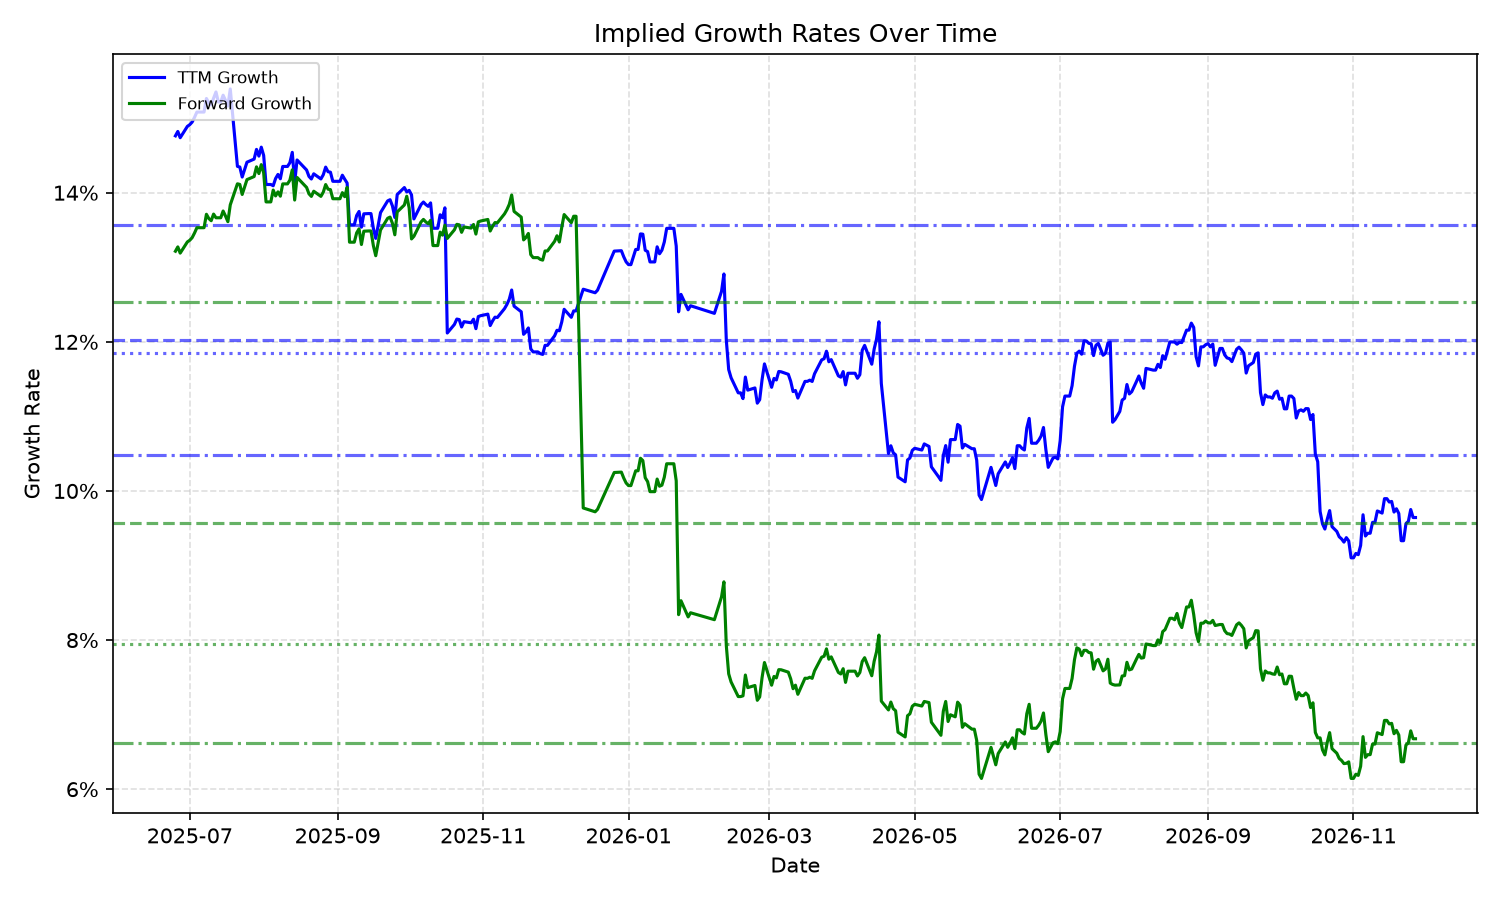 Implied Growth Rates Over Time
TTM Growth
Forward Growth
Growth Rate
14%
12%
10%
8%
6%
2025-07
2025-09
2025-11
2026-01
2026-03
2026-05
2026-07
2026-09
2026-11
Date